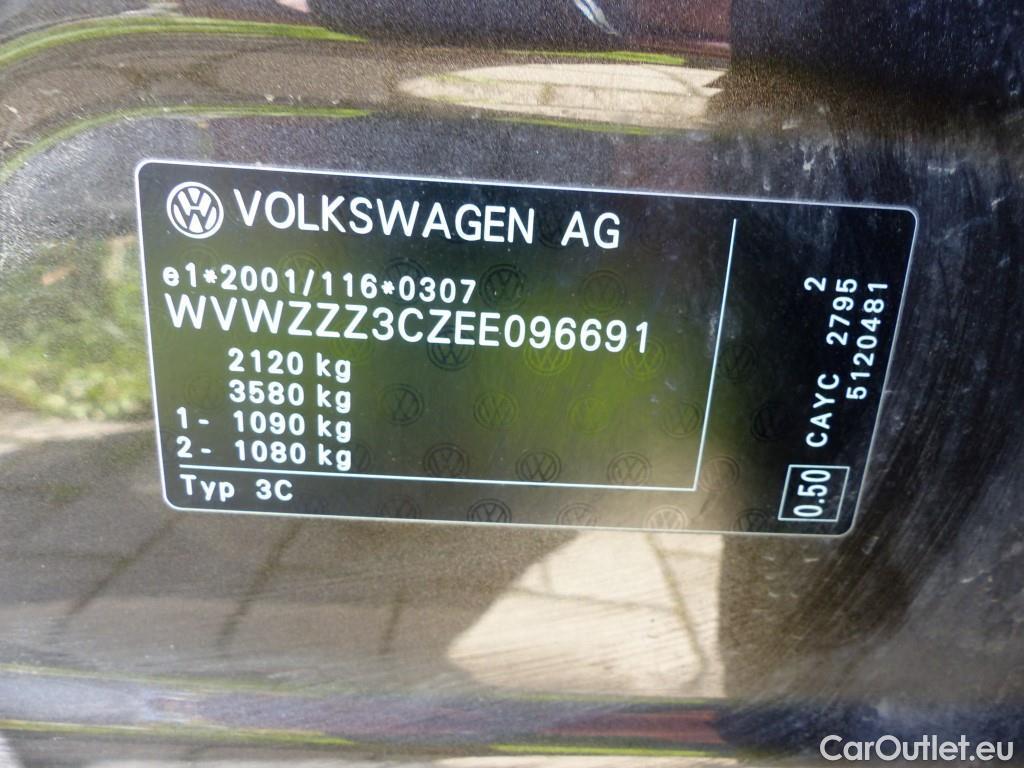 VOLKSWAGEN AG
e1*2001/116*0307
WVWZZZ3CZEE096691
2120 kg
3580 kg
1- 1090 kg
2- 1080 kg
Typ 3C
2
CAYC 2795
5120481
0.50
CarOutlet.eu